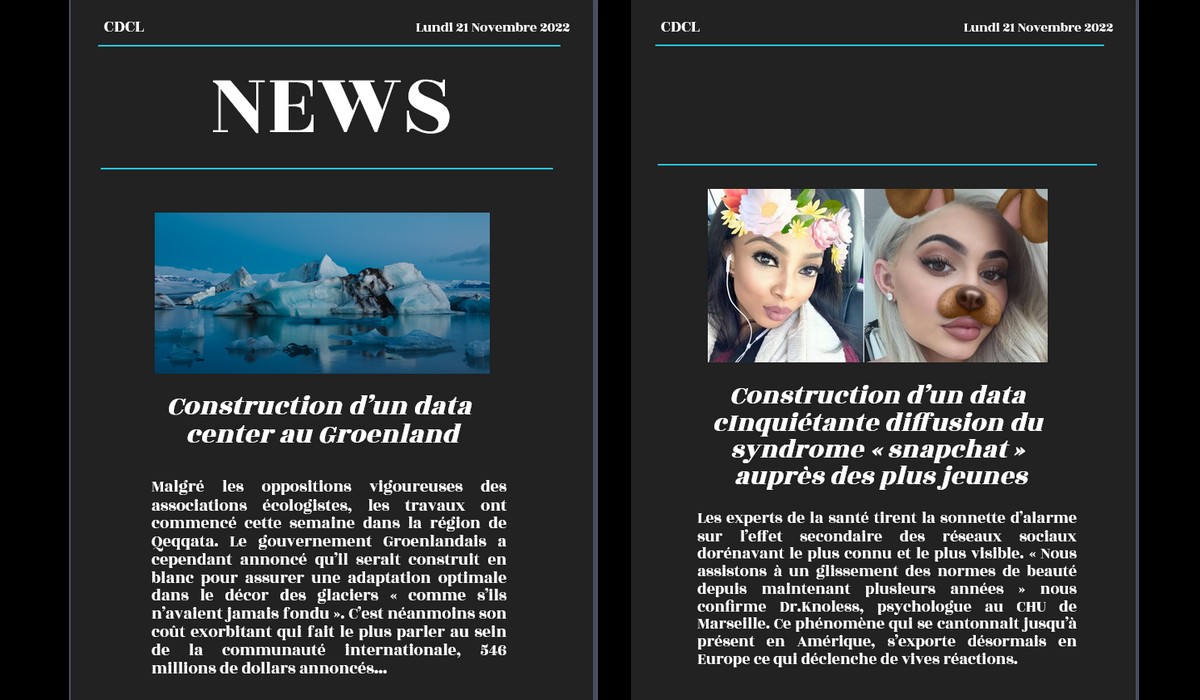 CDCL
Lundi 21 Novembre 2022
NEWS
Construction d’un data
center au Groenland
Malgré les oppositions vigoureuses des
associations écologistes, les travaux ont
commencé cette semaine dans la région de
Qeqqata. Le gouvernement Groenlandais a
cependant annoncé qu’il serait construit en
blanc pour assurer une adaptation optimale
dans le décor des glaciers « comme s’ils
n’avaient jamais fondu ». C’est néanmoins son
coût exorbitant qui fait le plus parler au sein
de la communauté internationale, 546
millions de dollars annoncés...
CDCL
Lundi 21 Novembre 2022
Construction d’un data
cInquiétante diffusion du
syndrome « snapchat »
auprès des plus jeunes
Les experts de la santé tirent la sonnette d’alarme
sur l’effet secondaire des réseaux sociaux
dorénavant le plus connu et le plus visible. « Nous
assistons à un glissement des normes de beauté
depuis maintenant plusieurs années » nous
confirme Dr.Knoless, psychologue au CHU de
Marseille. Ce phénomène qui se cantonnait jusqu’à
présent en Amérique, s’exporte désormais en
Europe ce qui déclenche de vives réactions.